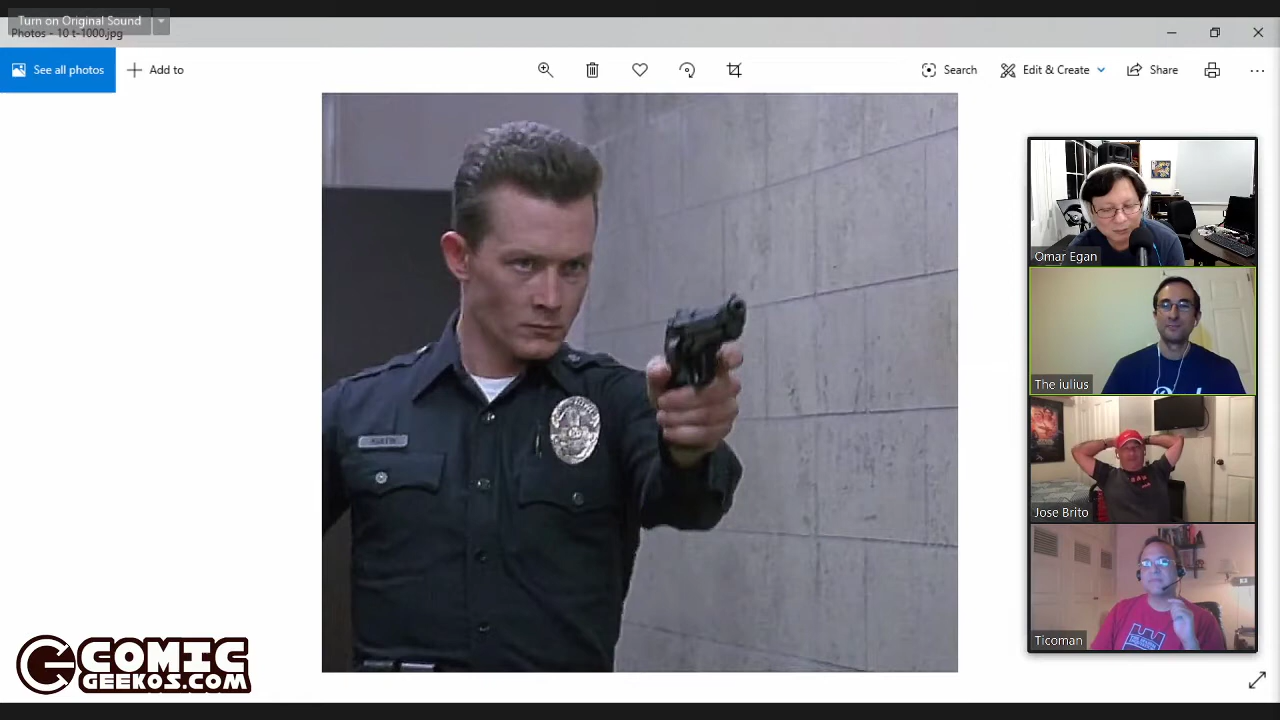 Turn on Original Sound
Photos - 10 t-1000.jpg
See all photos
Add to
Search
Edit & Create
Share
Omar Egan
The iulius
Jose Brito
Ticoman
COMIC
GEEKOS.COM